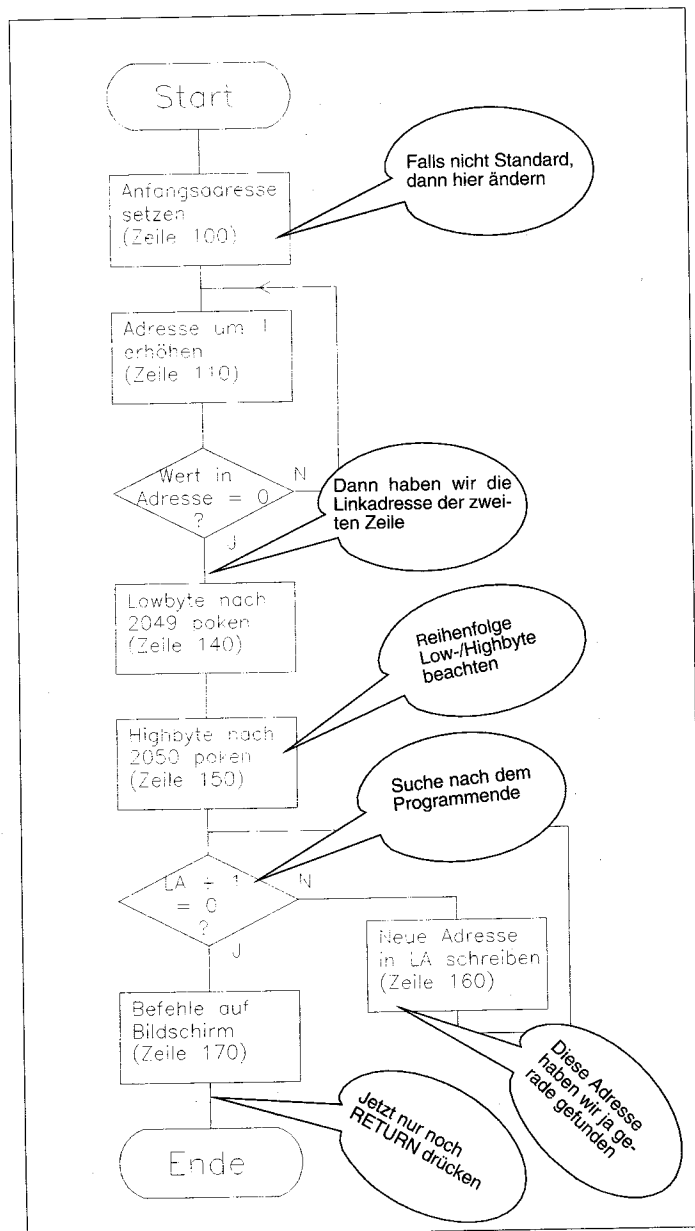 Start
Falls nicht Standard,
dann hier ändern
Anfangsadresse
setzen
(Zeile 100)
Adresse um 1
erhöhen
(Zeile 110)
Wert in
Adresse = 0
?
N
J
Dann haben wir die
Linkadresse der zwei-
ten Zeile
Lowbyte nach
2049 poken
(Zeile 140)
Reihenfolge
Low-/Highbyte
beachten
Highbyte nach
2050 poken
(Zeile 150)
Suche nach dem
Programmende
LA + 1
= 0
?
N
J
Neue Adresse
in LA schreiben
(Zeile 160)
Befehle auf
Bildschirm
(Zeile 170)
Diese Adresse
haben wir ja ge-
rade gefunden
Jetzt nur noch
RETURN drücken
Ende